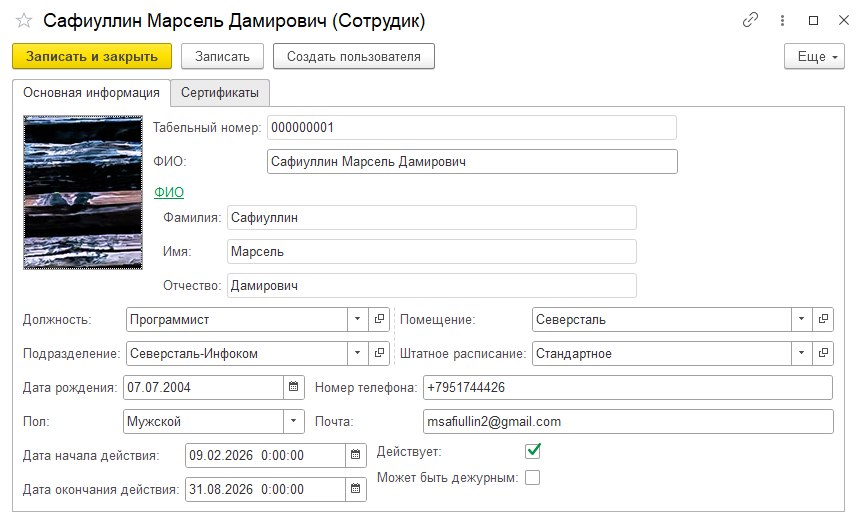 Сафиуллин Марсель Дамирович (Сотрудик)
Записать и закрыть Записать Создать пользователя Еще
Основная информация Сертификаты
Табельный номер: 000000001
ФИО: Сафиуллин Марсель Дамирович
ФИО
Фамилия: Сафиуллин
Имя: Марсель
Отчество: Дамирович
Должность: Программист Помещение: Северсталь
Подразделение: Северсталь-Инфоком Штатное расписание: Стандартное
Дата рождения: 07.07.2004 Номер телефона: +7951744426
Пол: Мужской Почта: msafiullin2@gmail.com
Дата начала действия: 09.02.2026 0:00:00 Действует:
Может быть дежурным:
Дата окончания действия: 31.08.2026 0:00:00